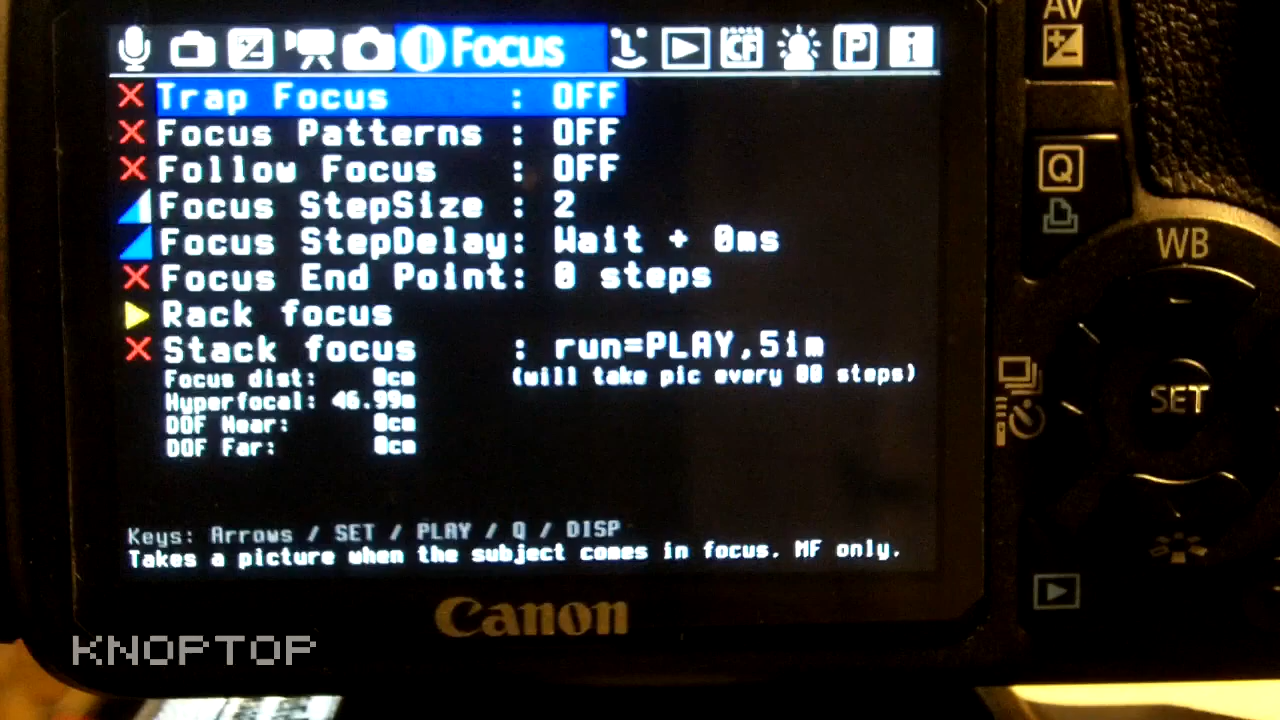 Focus
Trap Focus : OFF
Focus Patterns : OFF
Follow Focus : OFF
Focus StepSize : 2
Focus StepDelay: Wait + 0ms
Focus End Point: 0 steps
Rack focus
Stack focus : run=PLAY,5im
Focus dist: 0cm (will take pic every 00 steps)
Hyperfocal: 46.99m
DOF Near: 0cm
DOF Far: 0cm
Keys: Arrows / SET / PLAY / Q / DISP
Takes a picture when the subject comes in focus. MF only.
Canon
KNOPTOP
AV
Q
WB
SET